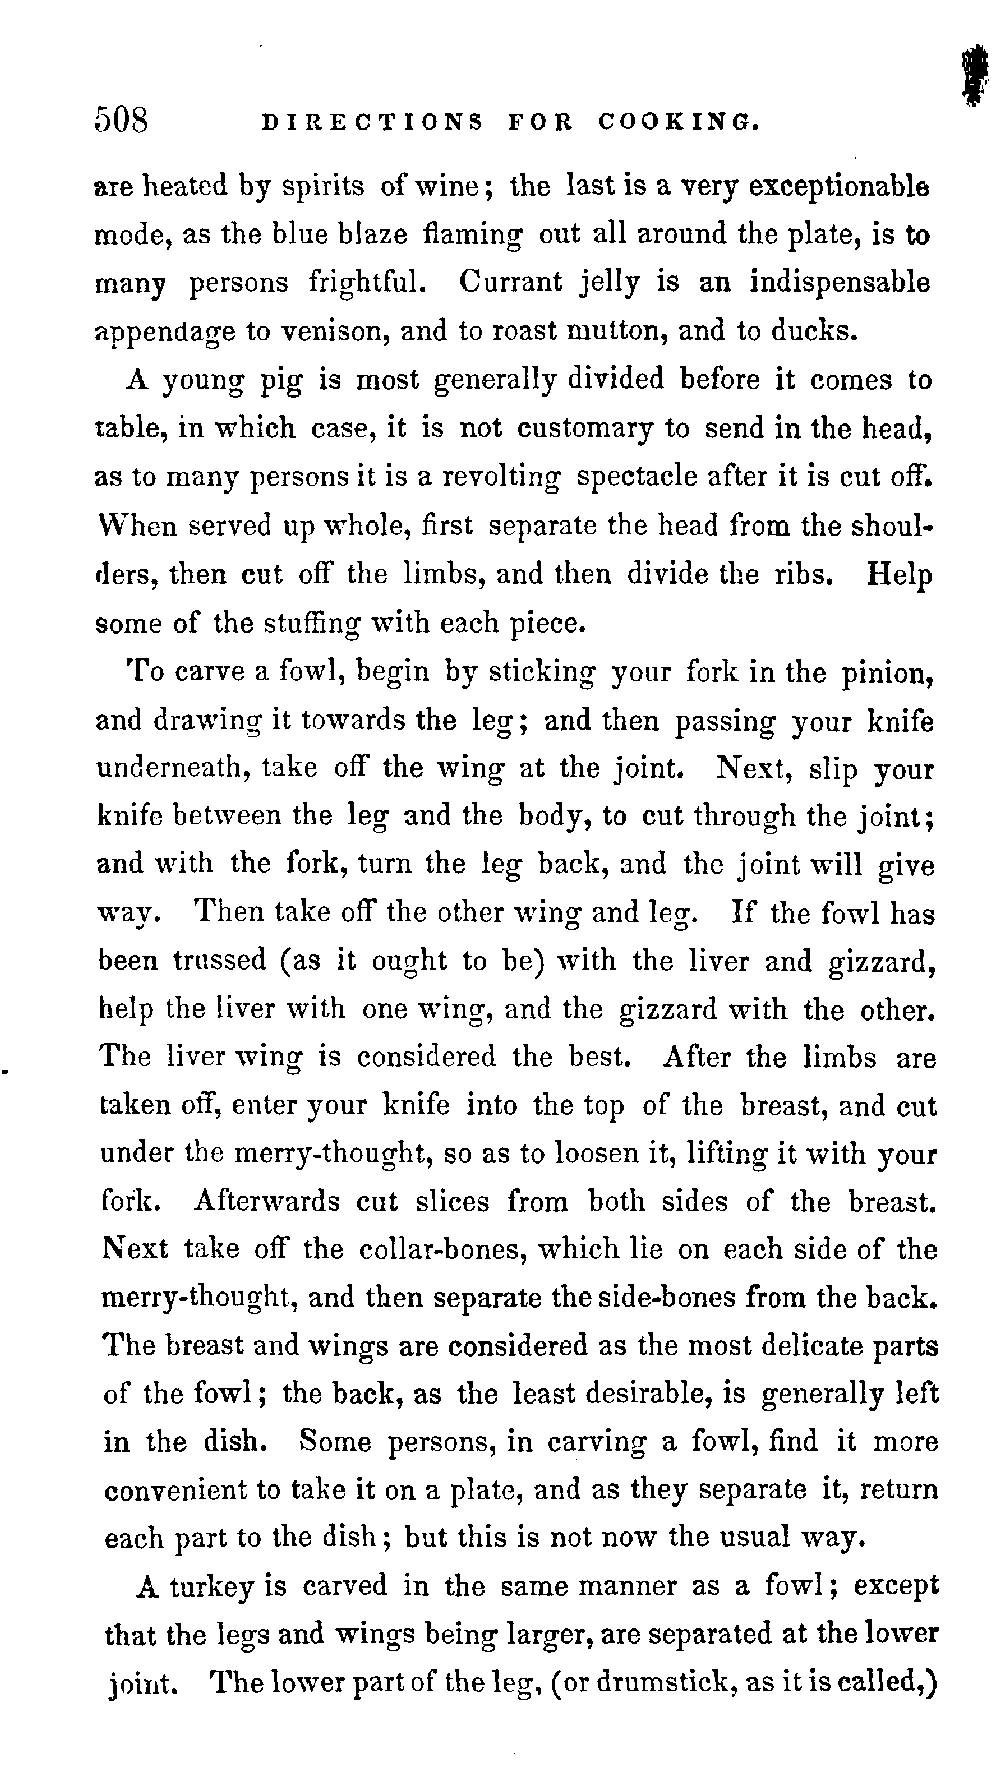 508 DIRECTIONS FOR COOKING.
are heated by spirits of wine; the last is a very exceptionable
mode, as the blue blaze flaming out all around the plate, is to
many persons frightful. Currant jelly is an indispensable
appendage to venison, and to roast mutton, and to ducks.
A young pig is most generally divided before it comes to
table, in which case, it is not customary to send in the head,
as to many persons it is a revolting spectacle after it is cut off.
When served up whole, first separate the head from the shoul-
ders, then cut off the limbs, and then divide the ribs. Help
some of the stuffing with each piece.
To carve a fowl, begin by sticking your fork in the pinion,
and drawing it towards the leg; and then passing your knife
underneath, take off the wing at the joint. Next, slip your
knife between the leg and the body, to cut through the joint;
and with the fork, turn the leg back, and the joint will give
way. Then take off the other wing and leg. If the fowl has
been trussed (as it ought to be) with the liver and gizzard,
help the liver with one wing, and the gizzard with the other.
The liver wing is considered the best. After the limbs are
taken off, enter your knife into the top of the breast, and cut
under the merry-thought, so as to loosen it, lifting it with your
fork. Afterwards cut slices from both sides of the breast.
Next take off the collar-bones, which lie on each side of the
merry-thought, and then separate the side-bones from the back.
The breast and wings are considered as the most delicate parts
of the fowl; the back, as the least desirable, is generally left
in the dish. Some persons, in carving a fowl, find it more
convenient to take it on a plate, and as they separate it, return
each part to the dish; but this is not now the usual way.
A turkey is carved in the same manner as a fowl; except
that the legs and wings being larger, are separated at the lower
joint. The lower part of the leg, (or drumstick, as it is called,)